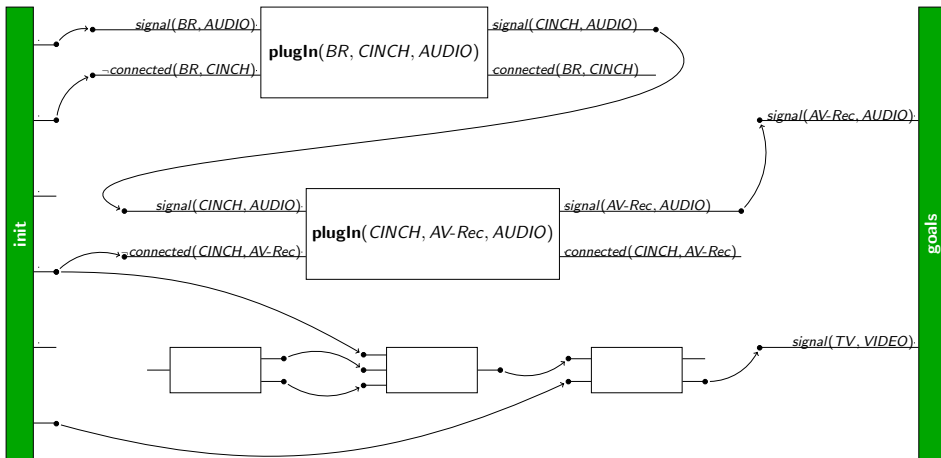 signal(BR, AUDIO)
signal(CINCH, AUDIO)
plugIn(BR, CINCH, AUDIO)
¬connected(BR, CINCH)
connected(BR, CINCH)
signal(AV-Rec, AUDIO)
signal(CINCH, AUDIO)
signal(AV-Rec, AUDIO)
init
plugIn(CINCH, AV-Rec, AUDIO)
goals
¬connected(CINCH, AV-Rec)
connected(CINCH, AV-Rec)
signal(TV, VIDEO)